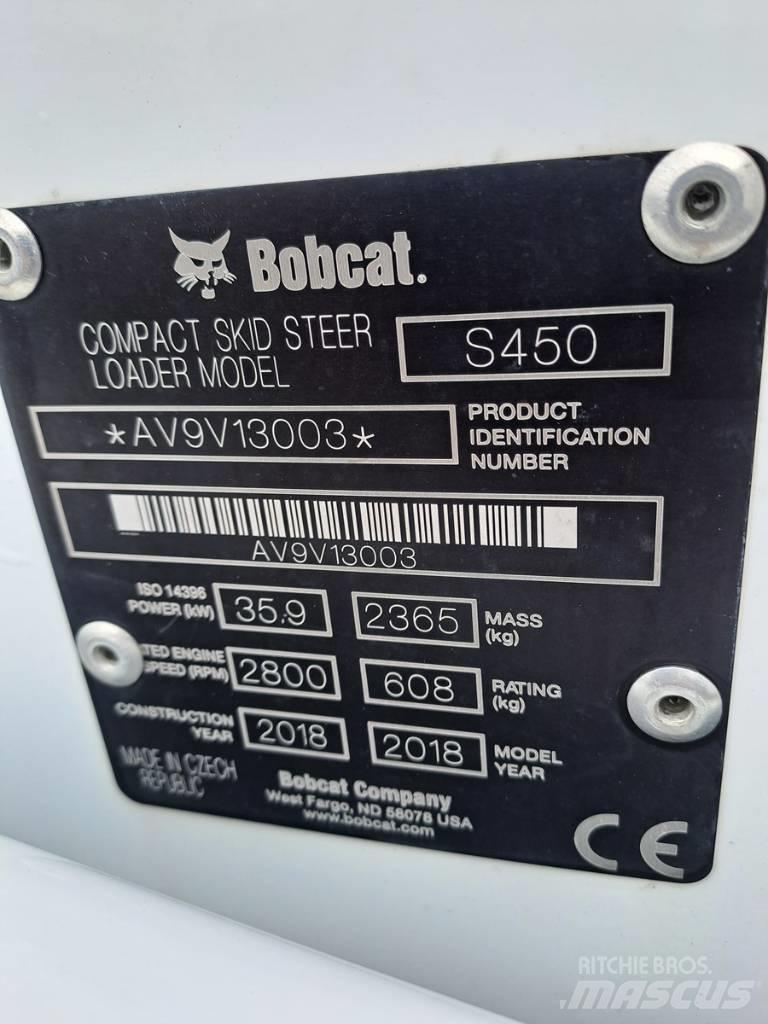 Bobcat.
COMPACT SKID STEER
LOADER MODEL
S450
*AV9V13003*
PRODUCT
IDENTIFICATION
NUMBER
AV9V13003
ISO 14396
POWER (kW)
35.9
2365
MASS
(kg)
TED ENGINE
SPEED (RPM)
2800
608
RATING
(kg)
CONSTRUCTION
YEAR
2018
2018
MODEL
YEAR
MADE IN CZECH
REPUBLIC
Bobcat Company
West Fargo, ND 58078 USA
www.bobcat.com
CE
RITCHIE BROS.
MASCUS